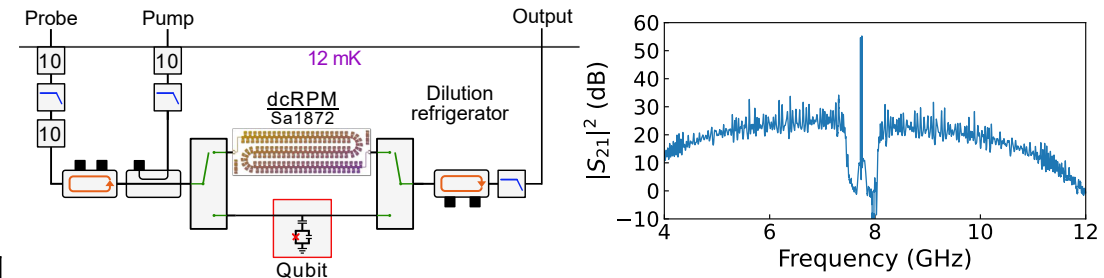 Probe
Pump
Output
10
10
12 mK
10
dcRPM
Sa1872
Dilution
refrigerator
Qubit
|S21|² (dB)
60
50
40
30
20
10
0
−10
4
6
8
10
12
Frequency (GHz)